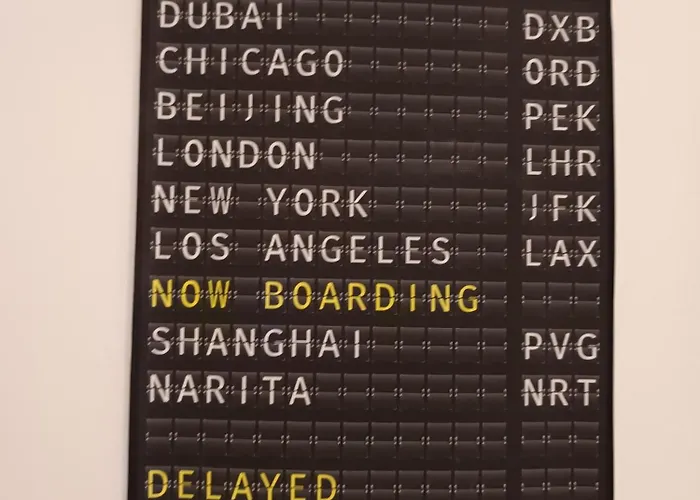 DUBAI DXB
CHICAGO ORD
BEIJING PEK
LONDON LHR
NEW YORK JFK
LOS ANGELES LAX
NOW BOARDING
SHANGHAI PVG
NARITA NRT
DELAYED